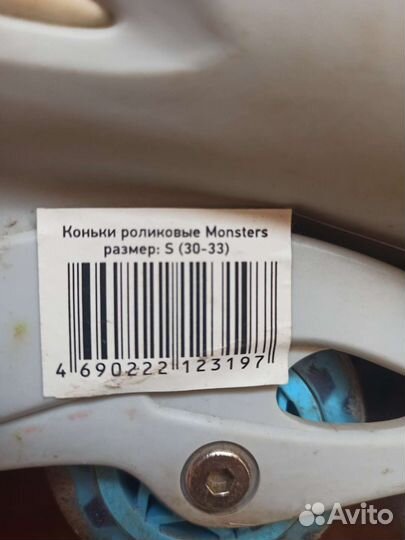 Коньки роликовые Monsters
размер: S (30-33)
4 690222 123197
Avito